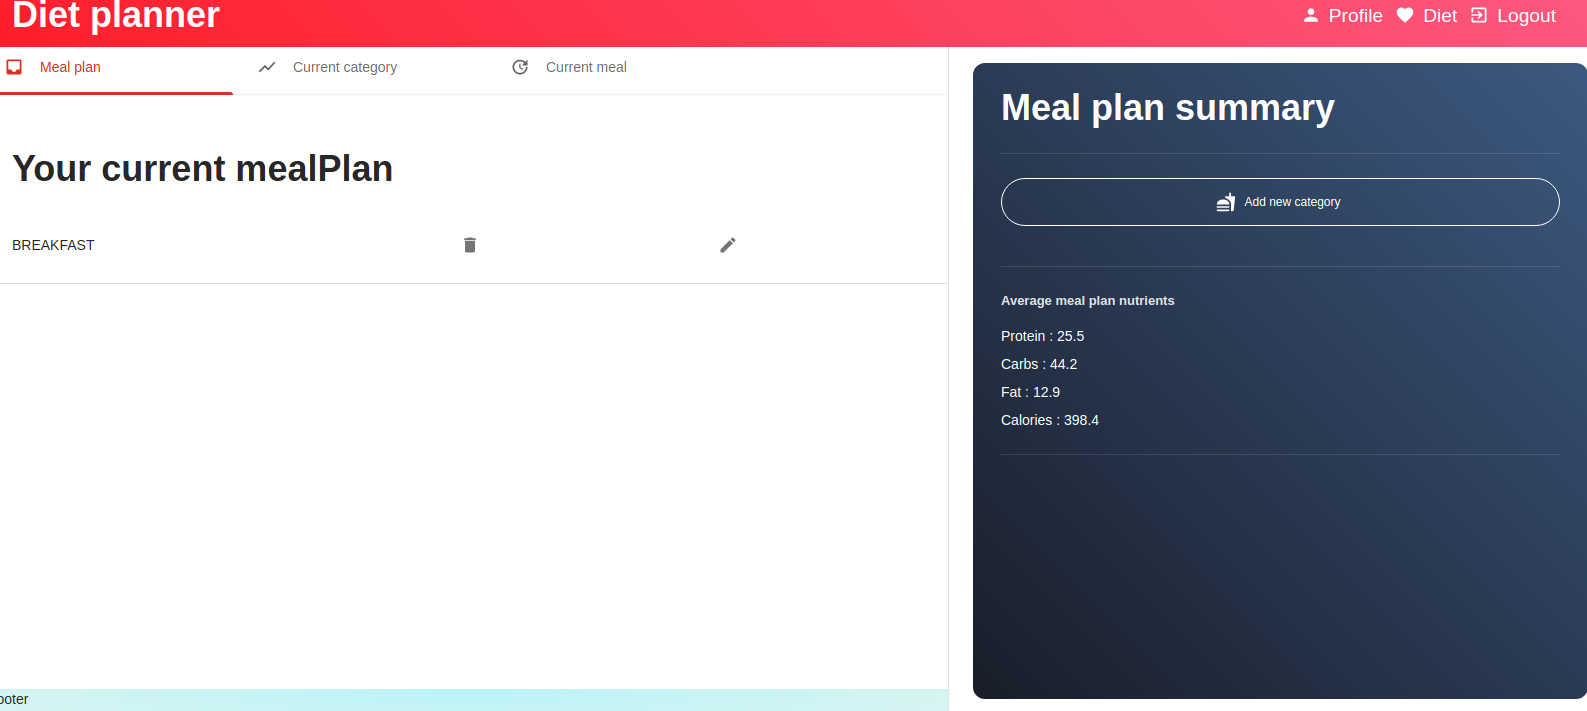 Diet planner
Profile Diet Logout
Meal plan Current category Current meal
Your current mealPlan
BREAKFAST
ooter
Meal plan summary
Add new category
Average meal plan nutrients
Protein : 25.5
Carbs : 44.2
Fat : 12.9
Calories : 398.4